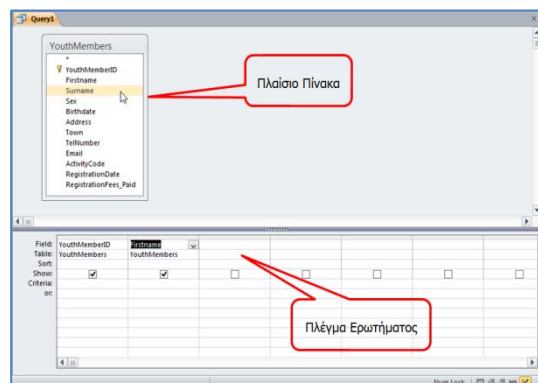 Query1
YouthMembers
*
YouthMemberID
Firstname
Surname
Sex
Birthdate
Address
Town
TelNumber
Email
ActivityCode
RegistrationDate
RegistrationFees_Paid
Πλαίσιο Πίνακα
Field: YouthMemberID Firstname
Table: YouthMembers YouthMembers
Sort:
Show:
Criteria:
or:
Πλέγμα Ερωτήματος
Num Lock
SQL